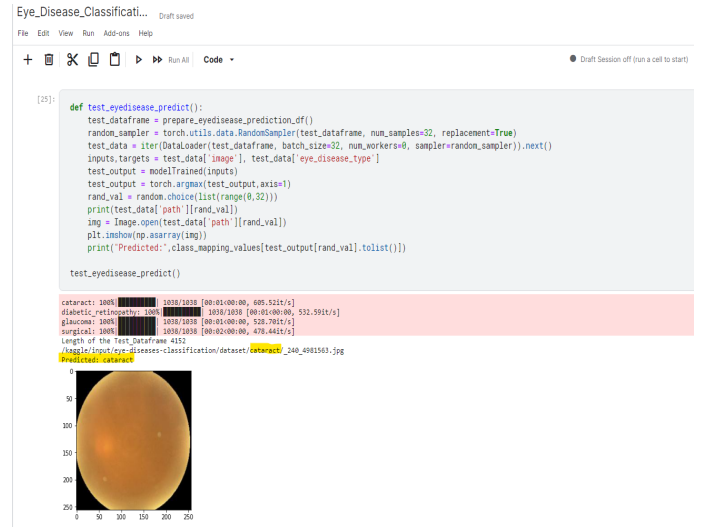 Eye_Disease_Classificati... Draft saved
File Edit View Run Add-ons Help
Run All Code Draft Session off (run a cell to start)
[25]:
def test_eyedisease_predict():
test_dataframe = prepare_eyedisease_prediction_df()
random_sampler = torch.utils.data.RandomSampler(test_dataframe, num_samples=32, replacement=True)
test_data = iter(DataLoader(test_dataframe, batch_size=32, num_workers=0, sampler=random_sampler)).next()
inputs,targets = test_data['image'], test_data['eye_disease_type']
test_output = modelTrained(inputs)
test_output = torch.argmax(test_output,axis=1)
rand_val = random.choice(list(range(0,32)))
print(test_data['path'][rand_val])
img = Image.open(test_data['path'][rand_val])
plt.imshow(np.asarray(img))
print("Predicted:",class_mapping_values[test_output[rand_val].tolist()])
test_eyedisease_predict()
cataract: 100%|██████████| 1038/1038 [00:01<00:00, 605.52it/s]
diabetic_retinopathy: 100%|██████████| 1038/1038 [00:01<00:00, 532.59it/s]
glaucoma: 100%|██████████| 1038/1038 [00:01<00:00, 528.70it/s]
surgical: 100%|██████████| 1038/1038 [00:02<00:00, 478.44it/s]
Length of the Test_Dataframe 4152
/kaggle/input/eye-diseases-classification/dataset/cataract/_240_4981563.jpg
Predicted: cataract
0
50
100
150
200
250
0 50 100 150 200 250